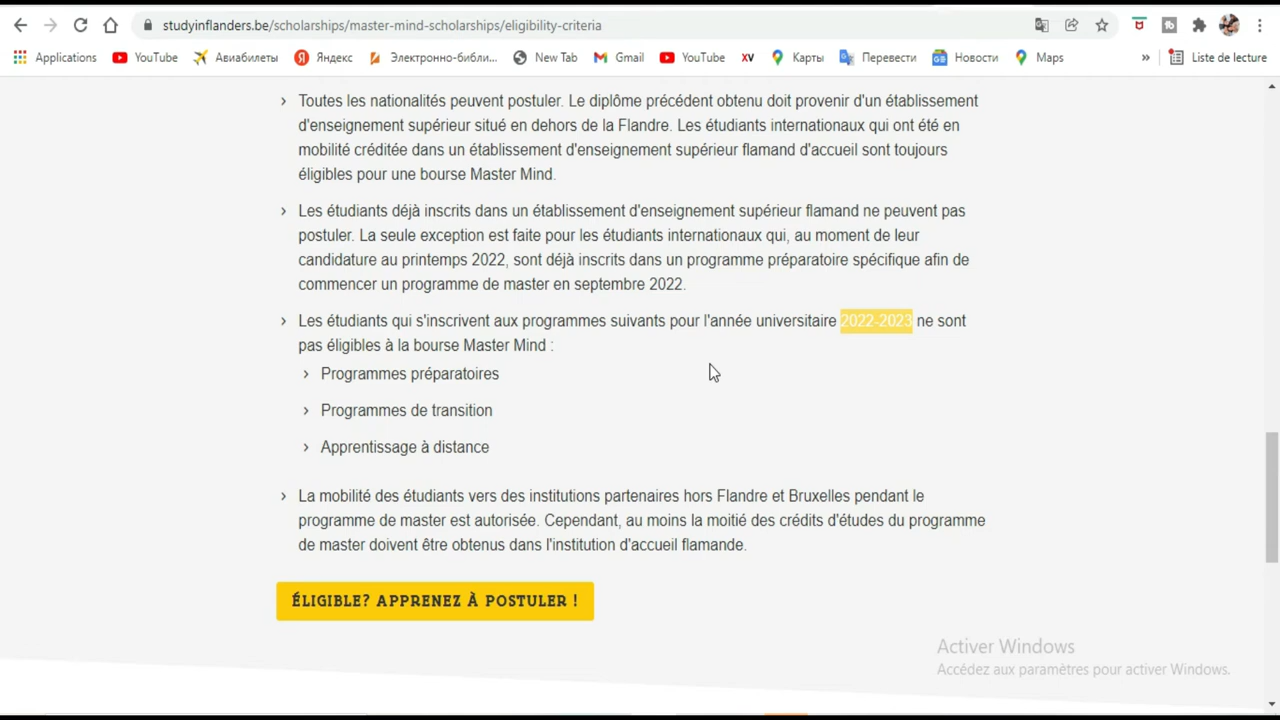 studyinflanders.be/scholarships/master-mind-scholarships/eligibility-criteria
Applications YouTube Авиабилеты Яндекс Электронно-библи... New Tab Gmail YouTube XV Карты Перевести Новости Maps » Liste de lecture
› Toutes les nationalités peuvent postuler. Le diplôme précédent obtenu doit provenir d'un établissement
d'enseignement supérieur situé en dehors de la Flandre. Les étudiants internationaux qui ont été en
mobilité créditée dans un établissement d'enseignement supérieur flamand d'accueil sont toujours
éligibles pour une bourse Master Mind.
› Les étudiants déjà inscrits dans un établissement d'enseignement supérieur flamand ne peuvent pas
postuler. La seule exception est faite pour les étudiants internationaux qui, au moment de leur
candidature au printemps 2022, sont déjà inscrits dans un programme préparatoire spécifique afin de
commencer un programme de master en septembre 2022.
› Les étudiants qui s'inscrivent aux programmes suivants pour l'année universitaire 2022-2023 ne sont
pas éligibles à la bourse Master Mind :
› Programmes préparatoires
› Programmes de transition
› Apprentissage à distance
› La mobilité des étudiants vers des institutions partenaires hors Flandre et Bruxelles pendant le
programme de master est autorisée. Cependant, au moins la moitié des crédits d'études du programme
de master doivent être obtenus dans l'institution d'accueil flamande.
ÉLIGIBLE? APPRENEZ À POSTULER !
Activer Windows
Accédez aux paramètres pour activer Windows.